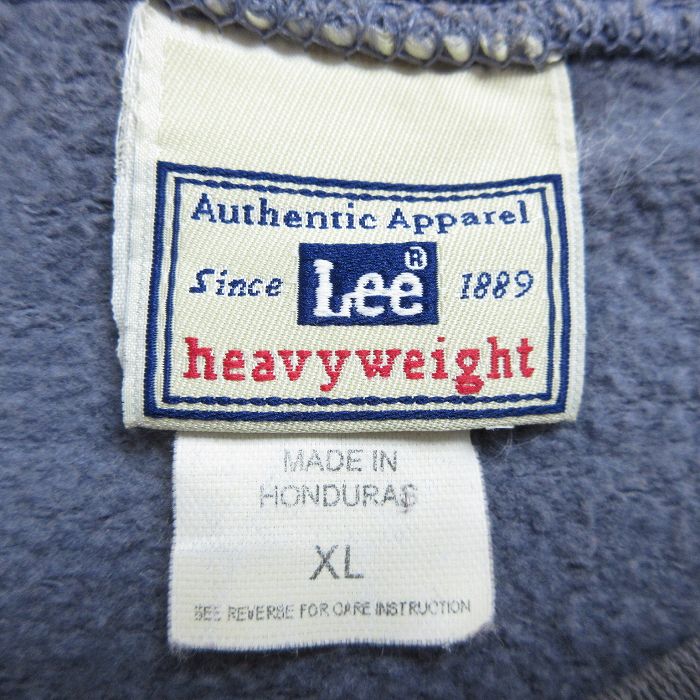 Authentic Apparel
Since Lee® 1889
heavyweight
MADE IN
HONDURAS
XL
SEE REVERSE FOR CARE INSTRUCTION